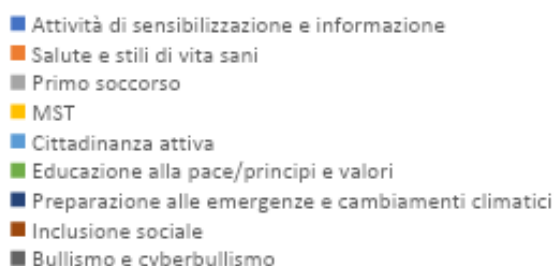 Attività di sensibilizzazione e informazione
Salute e stili di vita sani
Primo soccorso
MST
Cittadinanza attiva
Educazione alla pace/principi e valori
Preparazione alle emergenze e cambiamenti climatici
Inclusione sociale
Bullismo e cyberbullismo